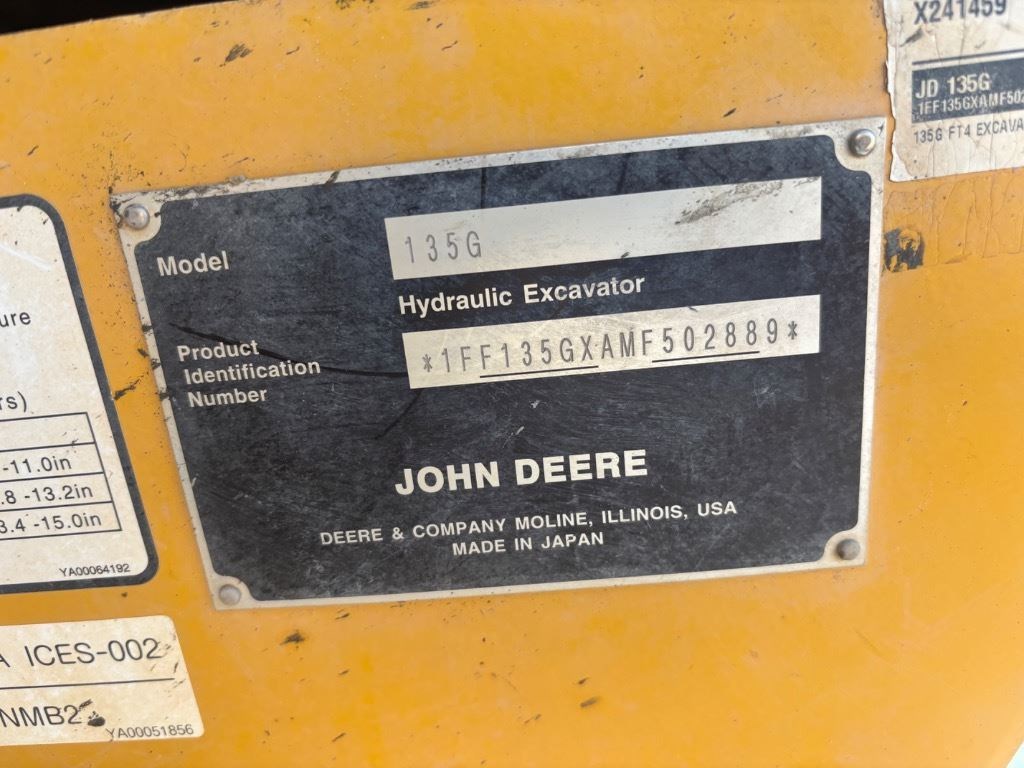 X241459
JD 135G
1FF135GXAMF502
135G FT4 EXCAVA
Model
135G
Hydraulic Excavator
Product
Identification
Number
*1FF135GXAMF502889*
JOHN DEERE
DEERE & COMPANY MOLINE, ILLINOIS, USA
MADE IN JAPAN
ure
rs)
-11.0in
.8 -13.2in
3.4 -15.0in
YA00064192
A ICES-002
NMB2
YA00051856